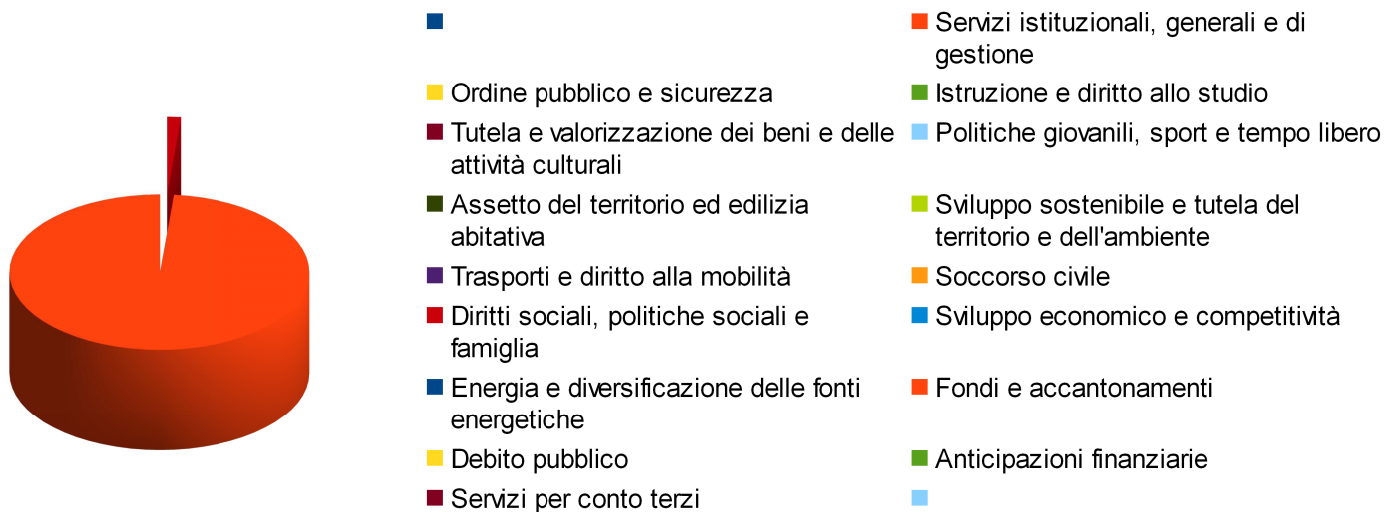 Servizi istituzionali, generali e di
gestione
Ordine pubblico e sicurezza
Istruzione e diritto allo studio
Tutela e valorizzazione dei beni e delle
attività culturali
Politiche giovanili, sport e tempo libero
Assetto del territorio ed edilizia
abitativa
Sviluppo sostenibile e tutela del
territorio e dell'ambiente
Trasporti e diritto alla mobilità
Soccorso civile
Diritti sociali, politiche sociali e
famiglia
Sviluppo economico e competitività
Energia e diversificazione delle fonti
energetiche
Fondi e accantonamenti
Debito pubblico
Anticipazioni finanziarie
Servizi per conto terzi